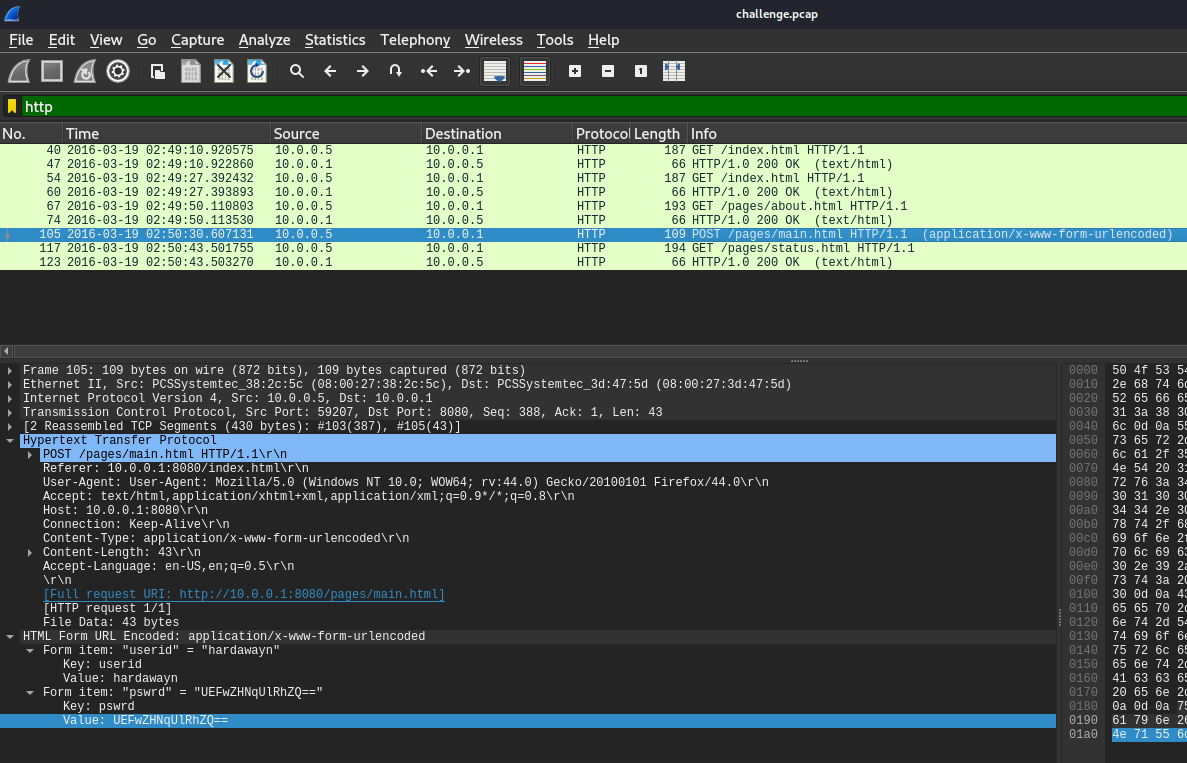 challenge.pcap
File Edit View Go Capture Analyze Statistics Telephony Wireless Tools Help
http
No. Time Source Destination Protocol Length Info
40 2016-03-19 02:49:10.920575 10.0.0.5 10.0.0.1 HTTP 187 GET /index.html HTTP/1.1
47 2016-03-19 02:49:10.922860 10.0.0.1 10.0.0.5 HTTP 66 HTTP/1.0 200 OK (text/html)
54 2016-03-19 02:49:27.392432 10.0.0.5 10.0.0.1 HTTP 187 GET /index.html HTTP/1.1
60 2016-03-19 02:49:27.393893 10.0.0.1 10.0.0.5 HTTP 66 HTTP/1.0 200 OK (text/html)
67 2016-03-19 02:49:50.110803 10.0.0.5 10.0.0.1 HTTP 193 GET /pages/about.html HTTP/1.1
74 2016-03-19 02:49:50.113530 10.0.0.1 10.0.0.5 HTTP 66 HTTP/1.0 200 OK (text/html)
105 2016-03-19 02:50:30.607131 10.0.0.5 10.0.0.1 HTTP 109 POST /pages/main.html HTTP/1.1 (application/x-www-form-urlencoded)
117 2016-03-19 02:50:43.501755 10.0.0.5 10.0.0.1 HTTP 194 GET /pages/status.html HTTP/1.1
123 2016-03-19 02:50:43.503270 10.0.0.1 10.0.0.5 HTTP 66 HTTP/1.0 200 OK (text/html)
Frame 105: 109 bytes on wire (872 bits), 109 bytes captured (872 bits)
Ethernet II, Src: PCSSystemtec_38:2c:5c (08:00:27:38:2c:5c), Dst: PCSSystemtec_3d:47:5d (08:00:27:3d:47:5d)
Internet Protocol Version 4, Src: 10.0.0.5, Dst: 10.0.0.1
Transmission Control Protocol, Src Port: 59207, Dst Port: 8080, Seq: 388, Ack: 1, Len: 43
[2 Reassembled TCP Segments (430 bytes): #103(387), #105(43)]
Hypertext Transfer Protocol
POST /pages/main.html HTTP/1.1\r\n
Referer: 10.0.0.1:8080/index.html\r\n
User-Agent: User-Agent: Mozilla/5.0 (Windows NT 10.0; WOW64; rv:44.0) Gecko/20100101 Firefox/44.0\r\n
Accept: text/html,application/xhtml+xml,application/xml;q=0.9*/*;q=0.8\r\n
Host: 10.0.0.1:8080\r\n
Connection: Keep-Alive\r\n
Content-Type: application/x-www-form-urlencoded\r\n
Content-Length: 43\r\n
Accept-Language: en-US,en;q=0.5\r\n
\r\n
[Full request URI: http://10.0.0.1:8080/pages/main.html]
[HTTP request 1/1]
File Data: 43 bytes
HTML Form URL Encoded: application/x-www-form-urlencoded
Form item: "userid" = "hardawayn"
Key: userid
Value: hardawayn
Form item: "pswrd" = "UEFwZHNqUlRhZQ=="
Key: pswrd
Value: UEFwZHNqUlRhZQ==
0000 50 4f 53 54
0010 2e 68 74 6d
0020 52 65 66 65
0030 31 3a 38 30
0040 6c 0d 0a 55
0050 73 65 72 2d
0060 6c 61 2f 35
0070 4e 54 20 31
0080 72 76 3a 34
0090 30 31 30 30
00a0 34 34 2e 30
00b0 78 74 2f 68
00c0 69 6f 6e 2f
00d0 70 6c 69 63
00e0 30 2e 39 2a
00f0 73 74 3a 20
0100 30 0d 0a 43
0110 65 65 70 2d
0120 6e 74 2d 54
0130 74 69 6f 6e
0140 75 72 6c 65
0150 65 6e 74 2d
0160 41 63 63 65
0170 20 65 6e 2d
0180 0a 0d 0a 75
0190 61 79 6e 26
01a0 4e 71 55 6c